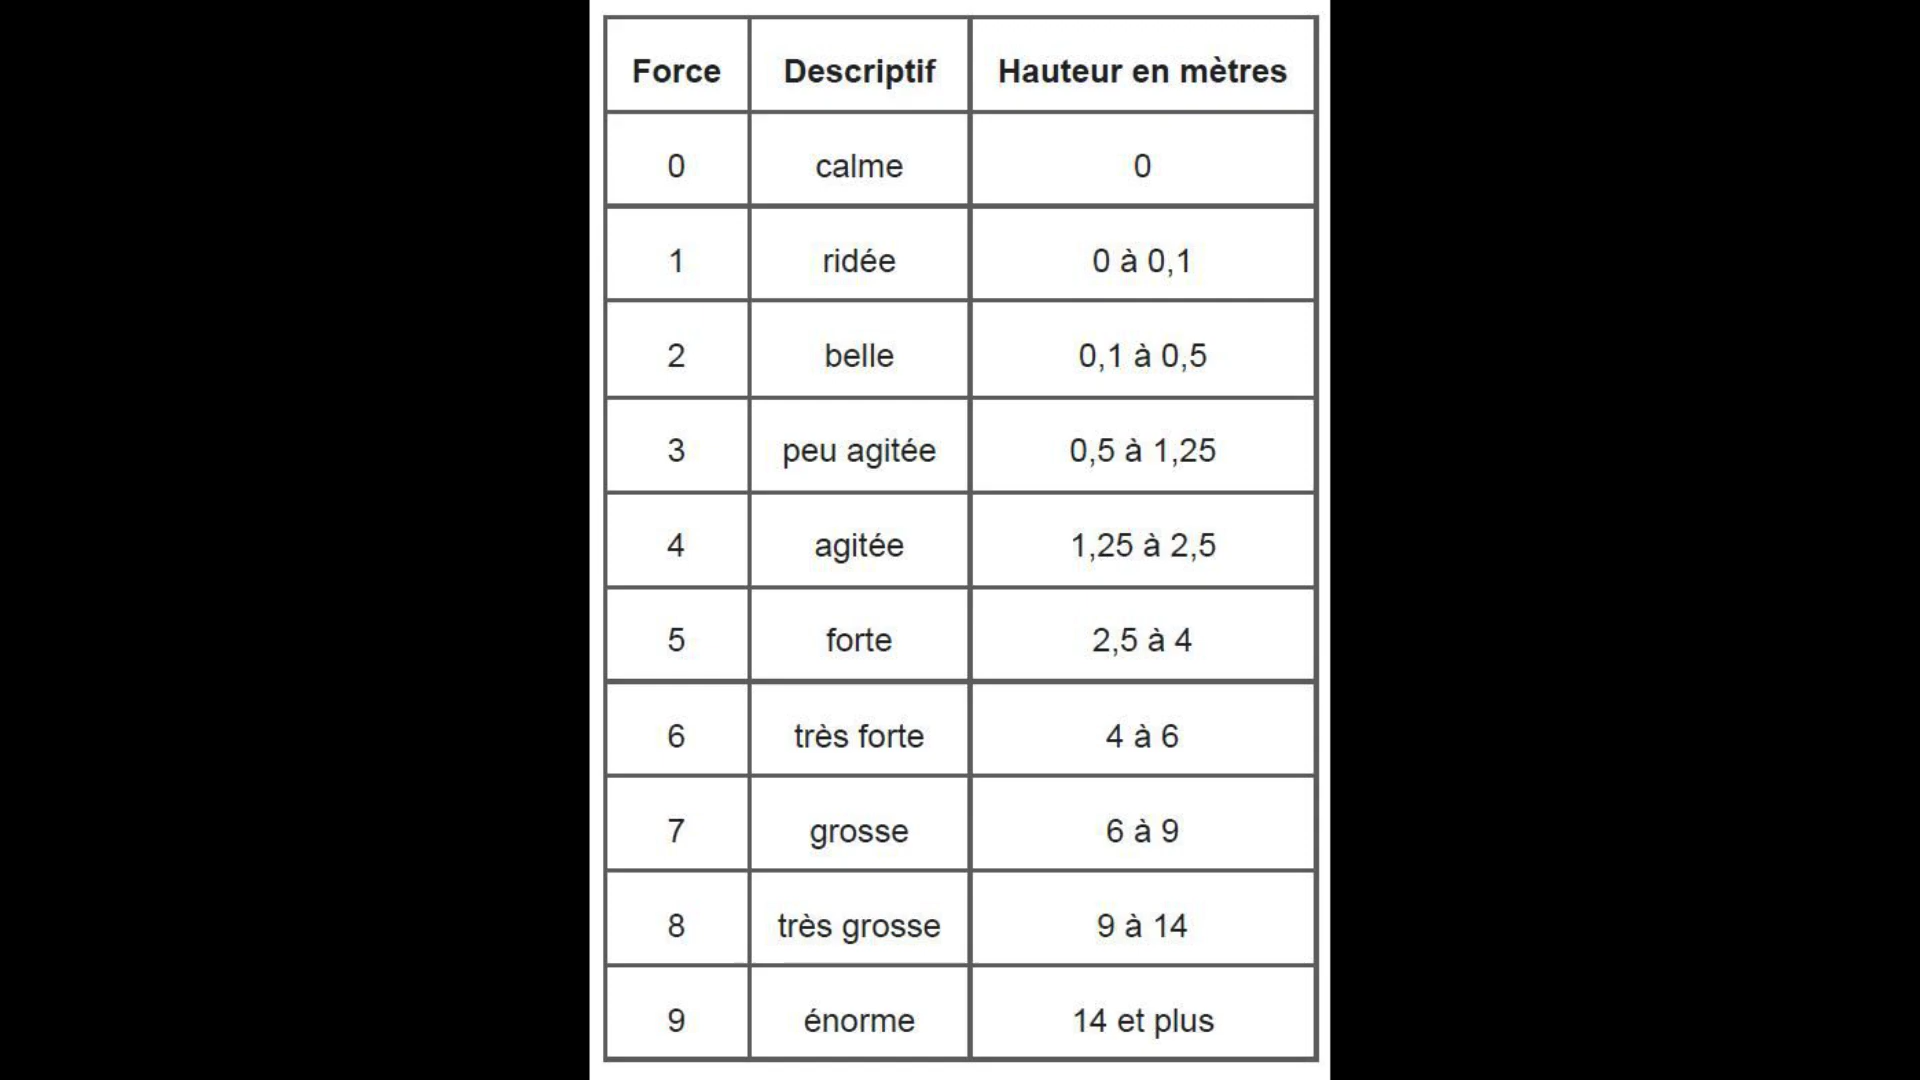 Force Descriptif Hauteur en mètres
0 calme 0
1 ridée 0 à 0,1
2 belle 0,1 à 0,5
3 peu agitée 0,5 à 1,25
4 agitée 1,25 à 2,5
5 forte 2,5 à 4
6 très forte 4 à 6
7 grosse 6 à 9
8 très grosse 9 à 14
9 énorme 14 et plus